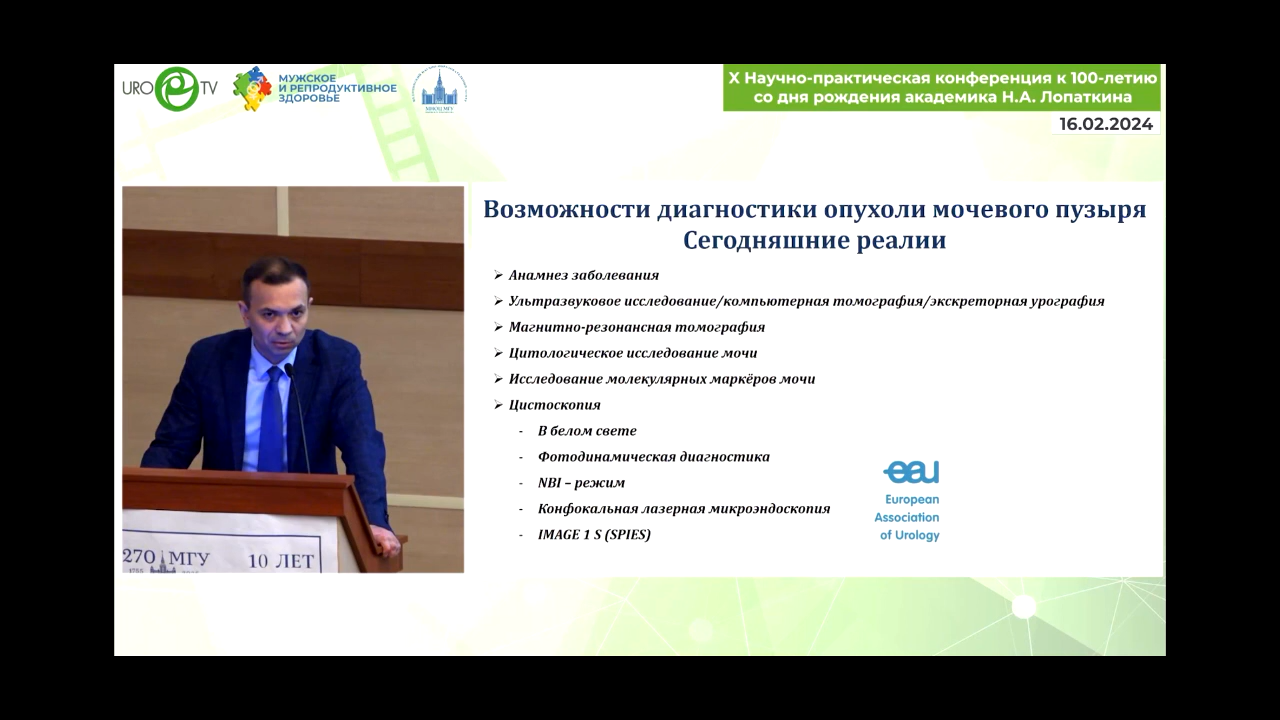 URO TV
МУЖСКОЕ
И РЕПРОДУКТИВНОЕ
ЗДОРОВЬЕ
X Научно-практическая конференция к 100-летию
со дня рождения академика Н.А. Лопаткина
16.02.2024
Возможности диагностики опухоли мочевого пузыря
Сегодняшние реалии
➢ Анамнез заболевания
➢ Ультразвуковое исследование/компьютерная томография/экскреторная урография
➢ Магнитно-резонансная томография
➢ Цитологическое исследование мочи
➢ Исследование молекулярных маркёров мочи
➢ Цистоскопия
- В белом свете
- Фотодинамическая диагностика
- NBI – режим
- Конфокальная лазерная микроэндоскопия
- IMAGE 1 S (SPIES)
eau
European
Association
of Urology
270 МГУ
10 ЛЕТ